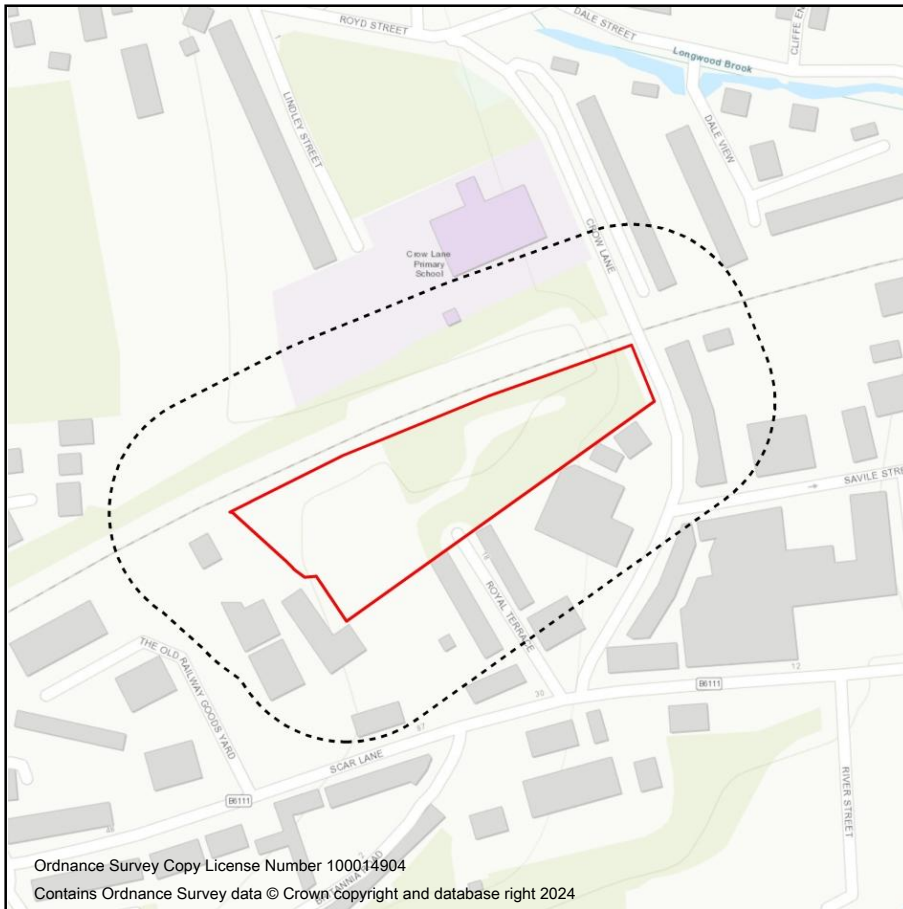 ROYD STREET
DALE STREET
CLIFFE EN
Longwood Brook
LINDLEY STREET
DALE VIEW
CROW LANE
Crow Lane
Primary
School
SAVILE STRE
18
ROYAL TERRACE
THE OLD RAILWAY GOODS YARD
12
B6111
30
SCAR LANE
RIVER STREET
B6111
Ordnance Survey Copy License Number 100014904
Contains Ordnance Survey data © Crown copyright and database right 2024